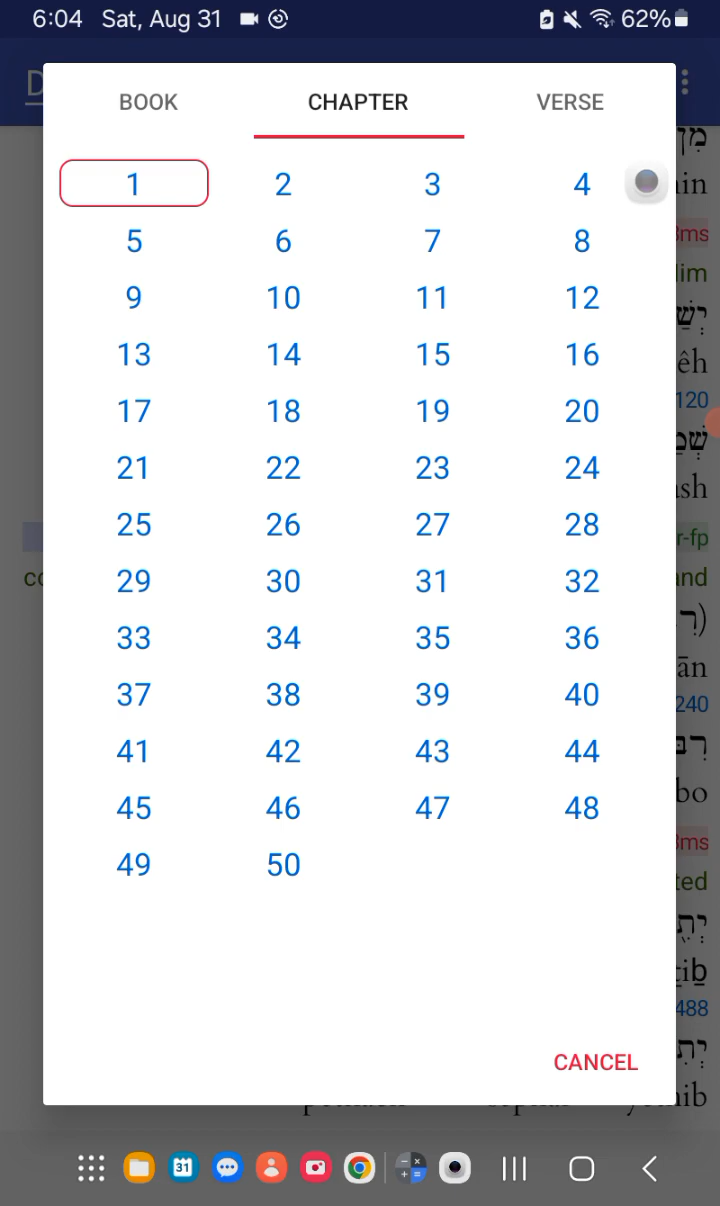 6:04 Sat, Aug 31 62%
D
BOOK CHAPTER VERSE
1 2 3 4
5 6 7 8
9 10 11 12
13 14 15 16
17 18 19 20
21 22 23 24
25 26 27 28
29 30 31 32
33 34 35 36
37 38 39 40
41 42 43 44
45 46 47 48
49 50
CANCEL
31